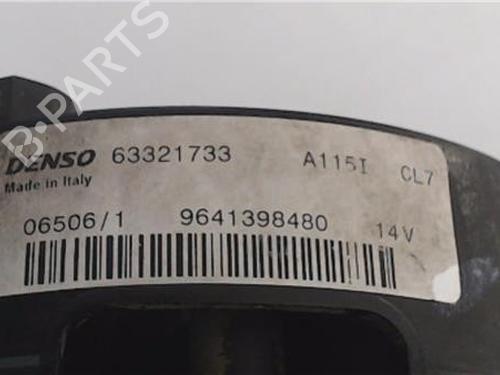 B-PARTS
DENSO 63321733 A115I CL7
Made in Italy
06506/1 9641398480 14V